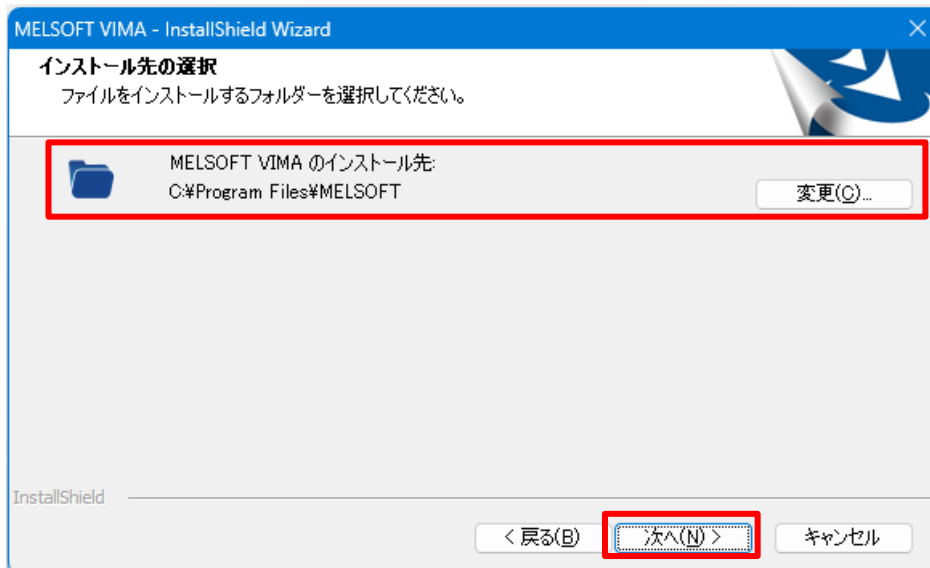 MELSOFT VIMA - InstallShield Wizard
インストール先の選択
ファイルをインストールするフォルダーを選択してください。
MELSOFT VIMA のインストール先:
C:¥Program Files¥MELSOFT
変更(C)...
InstallShield
< 戻る(B)
次へ(N) >
キャンセル